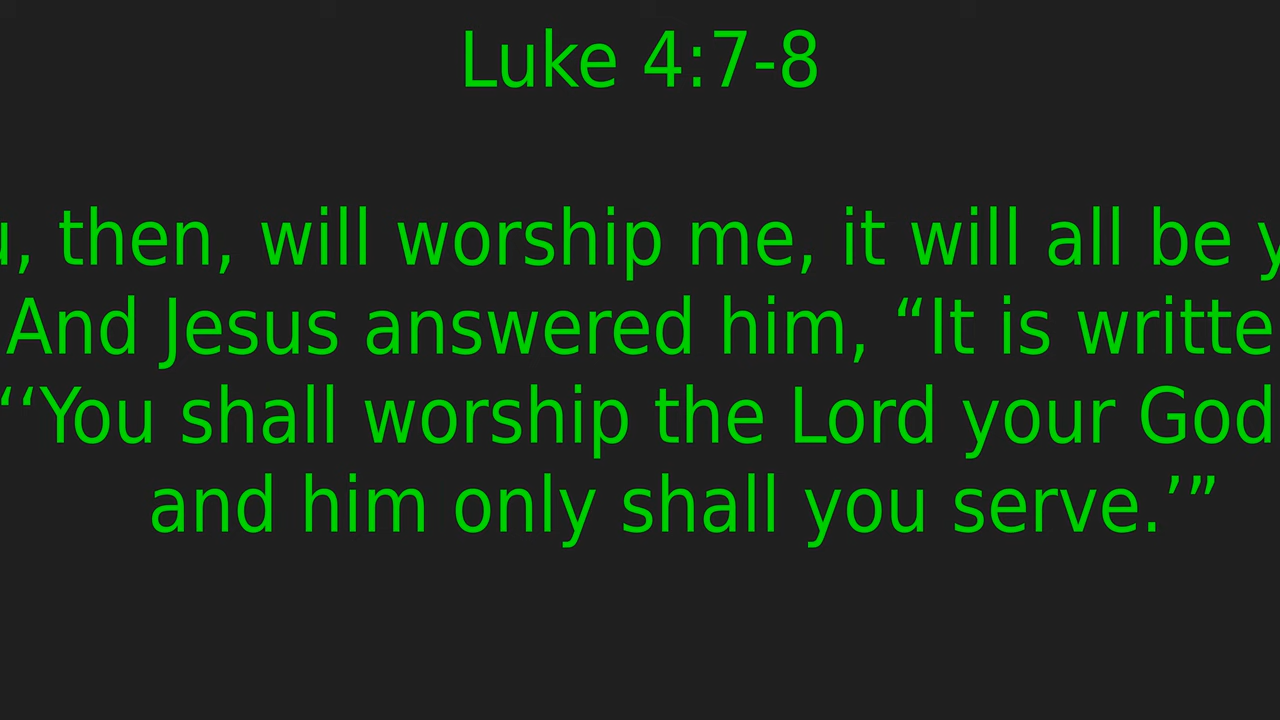 Luke 4:7-8
, then, will worship me, it will all be
And Jesus answered him, “It is writte
‘‘You shall worship the Lord your God
and him only shall you serve.’”